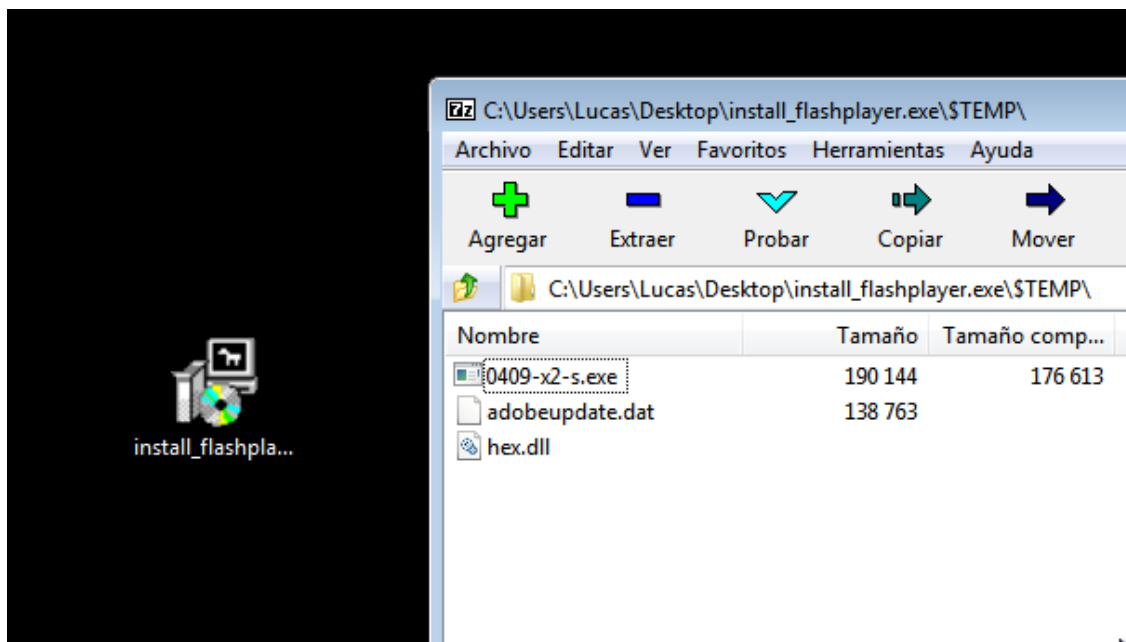 C:\Users\Lucas\Desktop\install_flashplayer.exe\$TEMP\
Archivo Editar Ver Favoritos Herramientas Ayuda
Agregar Extraer Probar Copiar Mover
C:\Users\Lucas\Desktop\install_flashplayer.exe\$TEMP\
Nombre Tamaño Tamaño comp...
0409-x2-s.exe 190 144 176 613
adobeupdate.dat 138 763
hex.dll
install_flashpla...